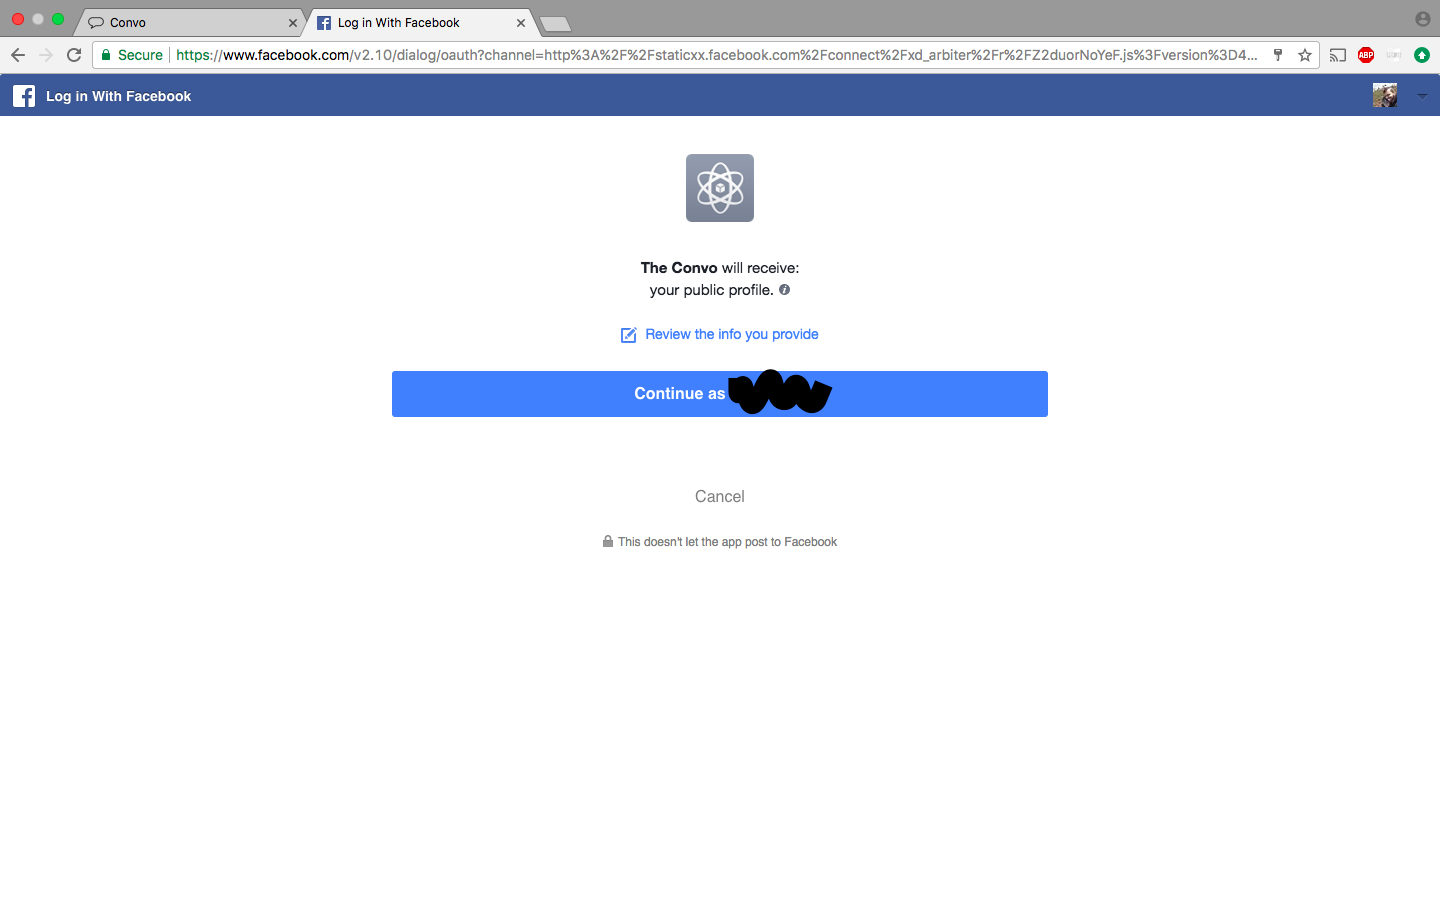 Convo
Log in With Facebook
Secure
https://www.facebook.com/v2.10/dialog/oauth?channel=http%3A%2F%2Fstaticxx.facebook.com%2Fconnect%2Fxd_arbiter%2Fr%2FZ2duorNoYeF.js%3Fversion%3D4...
ABP
Log in With Facebook
The Convo will receive:
your public profile.
Review the info you provide
Continue as
Cancel
This doesn't let the app post to Facebook